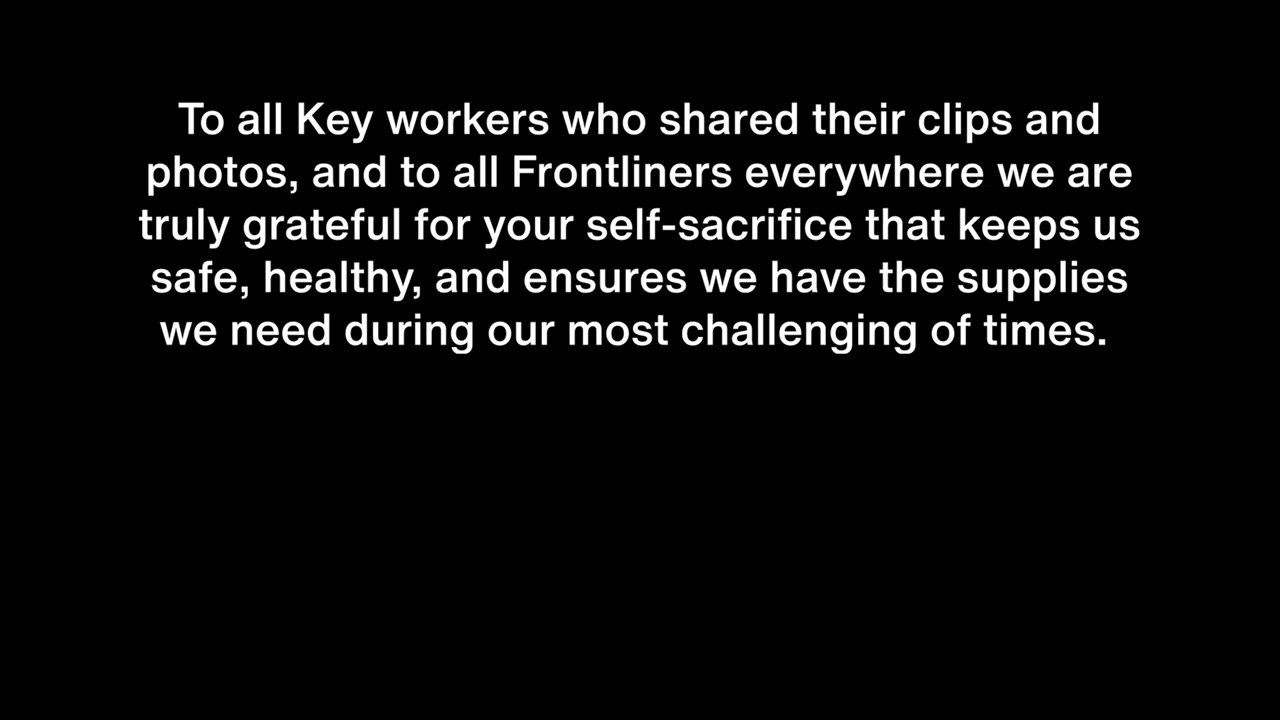 To all Key workers who shared their clips and
photos, and to all Frontliners everywhere we are
truly grateful for your self-sacrifice that keeps us
safe, healthy, and ensures we have the supplies
we need during our most challenging of times.